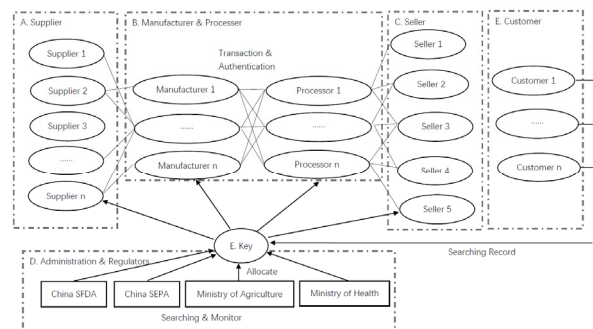 A. Supplier
B. Manufacturer & Processer
C. Seller
E. Customer
Supplier 1
Supplier 2
Supplier 3
......
Supplier n
Transaction &
Authentication
Manufacturer 1
......
Manufacturer n
Processor 1
......
Processor n
Seller 1
Seller 2
Seller 3
Seller 4
Seller 5
Customer 1
......
Customer n
E. Key
Searching Record
D. Administration & Regulators
Allocate
China SFDA
China SEPA
Ministry of Agriculture
Ministry of Health
Searching & Monitor